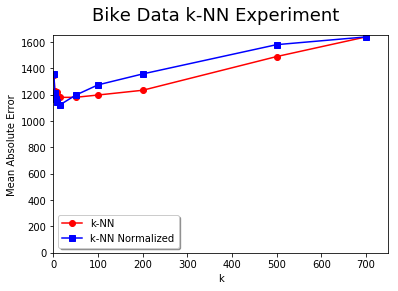 Bike Data k-NN Experiment
1600
1400
1200
1000
800
600
400
200
0
Mean Absolute Error
k-NN
k-NN Normalized
0 100 200 300 400 500 600 700
k